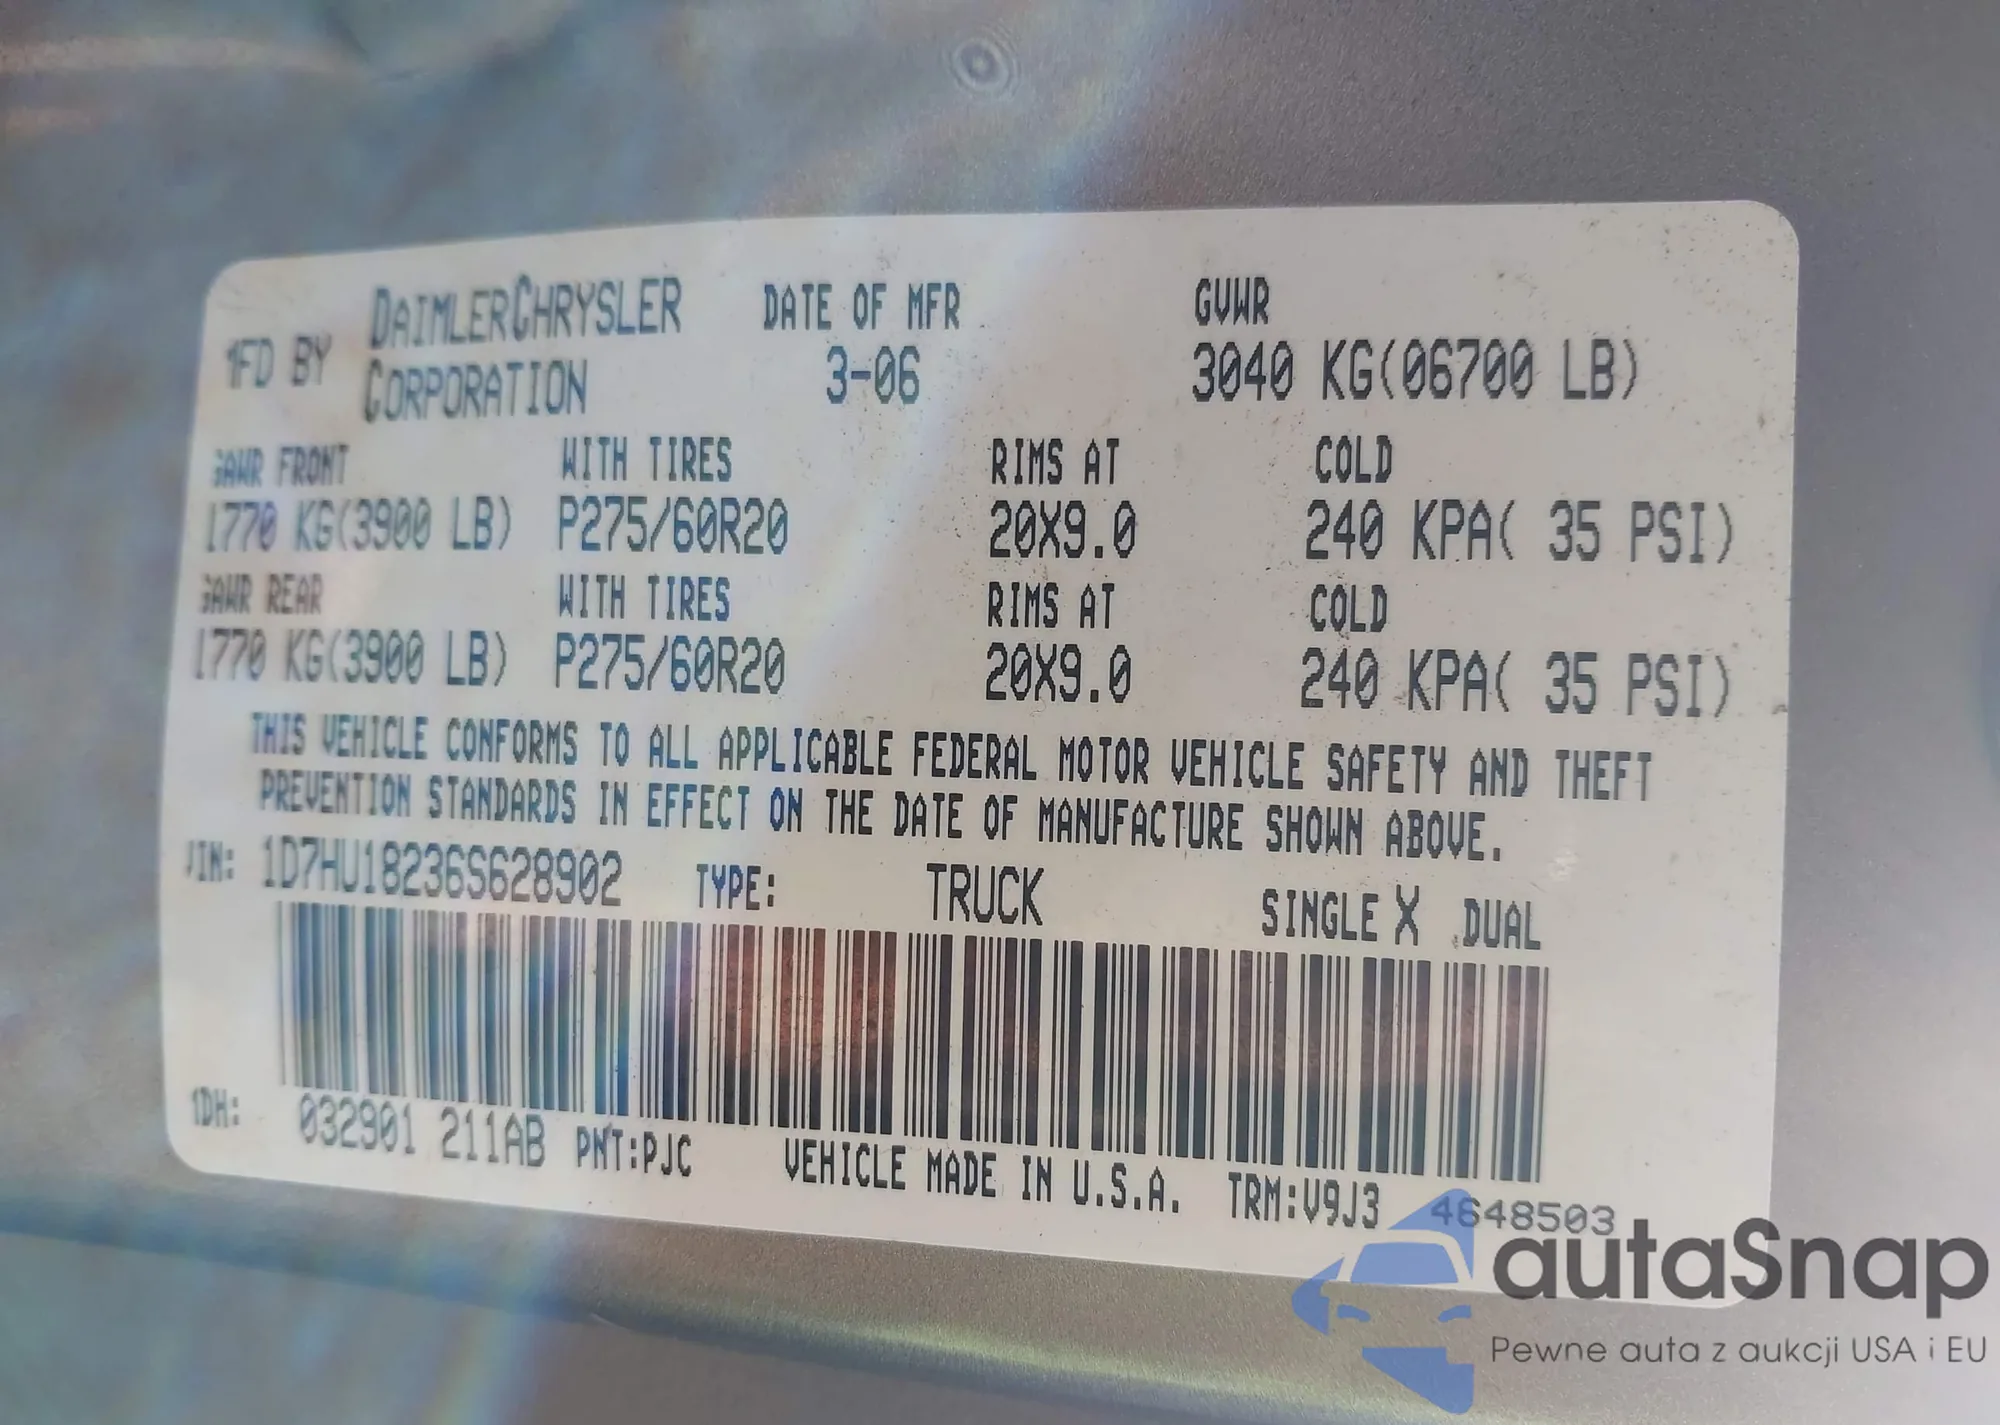 MFD BY DAIMLERCHRYSLER CORPORATION DATE OF MFR 3-06 GVWR 3040 KG(06700 LB)
GAWR FRONT WITH TIRES RIMS AT COLD
1770 KG(3900 LB) P275/60R20 20X9.0 240 KPA( 35 PSI)
GAWR REAR WITH TIRES RIMS AT COLD
1770 KG(3900 LB) P275/60R20 20X9.0 240 KPA( 35 PSI)
THIS VEHICLE CONFORMS TO ALL APPLICABLE FEDERAL MOTOR VEHICLE SAFETY AND THEFT
PREVENTION STANDARDS IN EFFECT ON THE DATE OF MANUFACTURE SHOWN ABOVE.
VIN: 1D7HU18236S628902 TYPE: TRUCK SINGLE X DUAL
MDH: 032901 211AB PNT:PJC VEHICLE MADE IN U.S.A. TRM:V9J3 4648503
autaSnap
Pewne auta z aukcji USA i EU